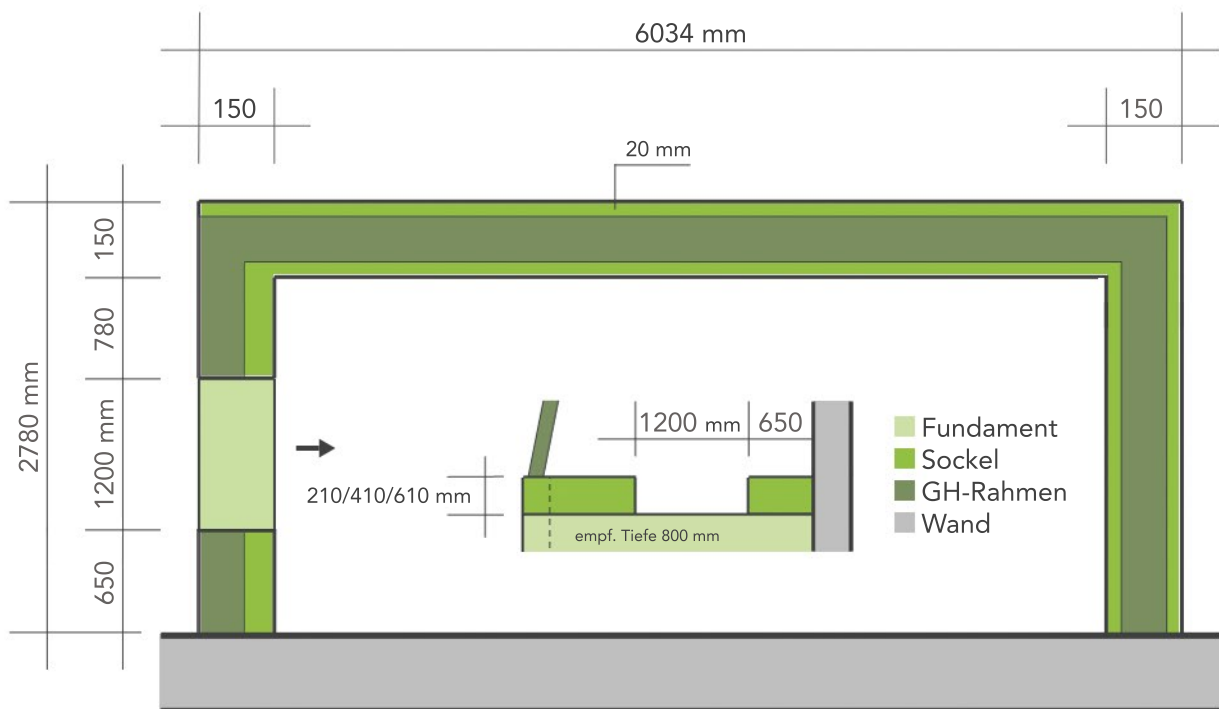 6034 mm
150
150
20 mm
150
780
2780 mm
1200 mm
650
1200 mm
650
210/410/610 mm
empf. Tiefe 800 mm
Fundament
Sockel
GH-Rahmen
Wand